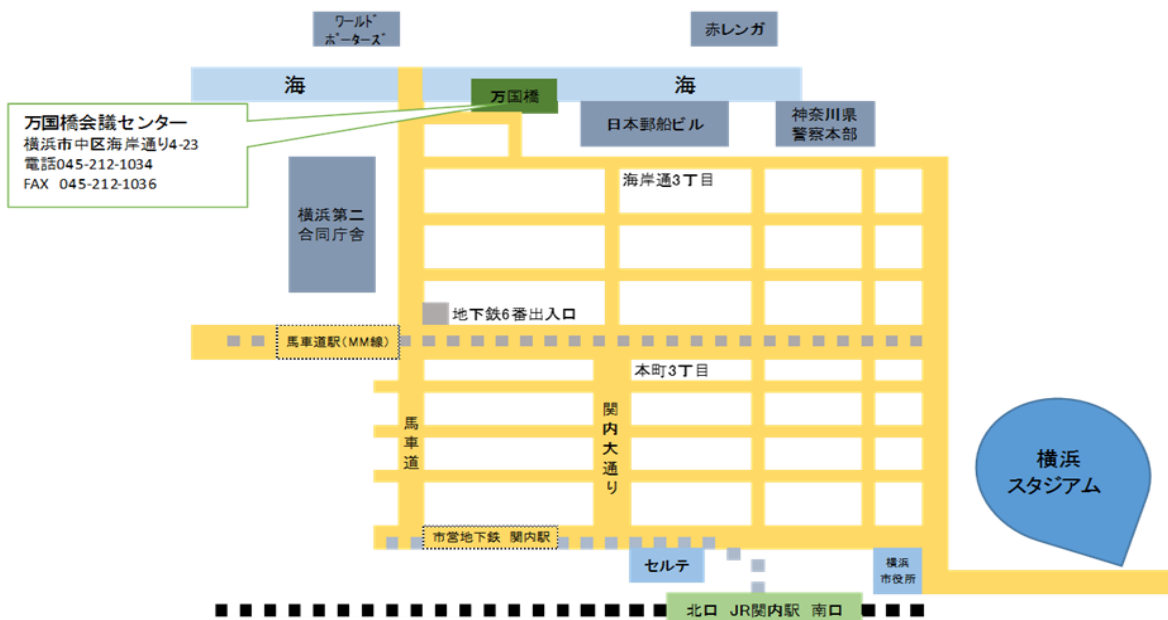 ワールド
ポーターズ
赤レンガ
海
海
万国橋
万国橋会議センター
横浜市中区海岸通り4-23
電話045-212-1034
FAX 045-212-1036
日本郵船ビル
神奈川県
警察本部
海岸通3丁目
横浜第二
合同庁舎
地下鉄6番出入口
馬車道駅(MM線)
本町3丁目
馬車道
関内大通り
横浜
スタジアム
市営地下鉄 関内駅
セルテ
横浜
市役所
北口 JR関内駅 南口